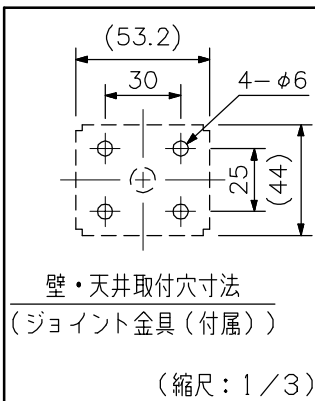 (53.2)
30
4-φ6
25
(44)
壁・天井取付穴寸法
(ジョイント金具(付属))
(縮尺:1/3)